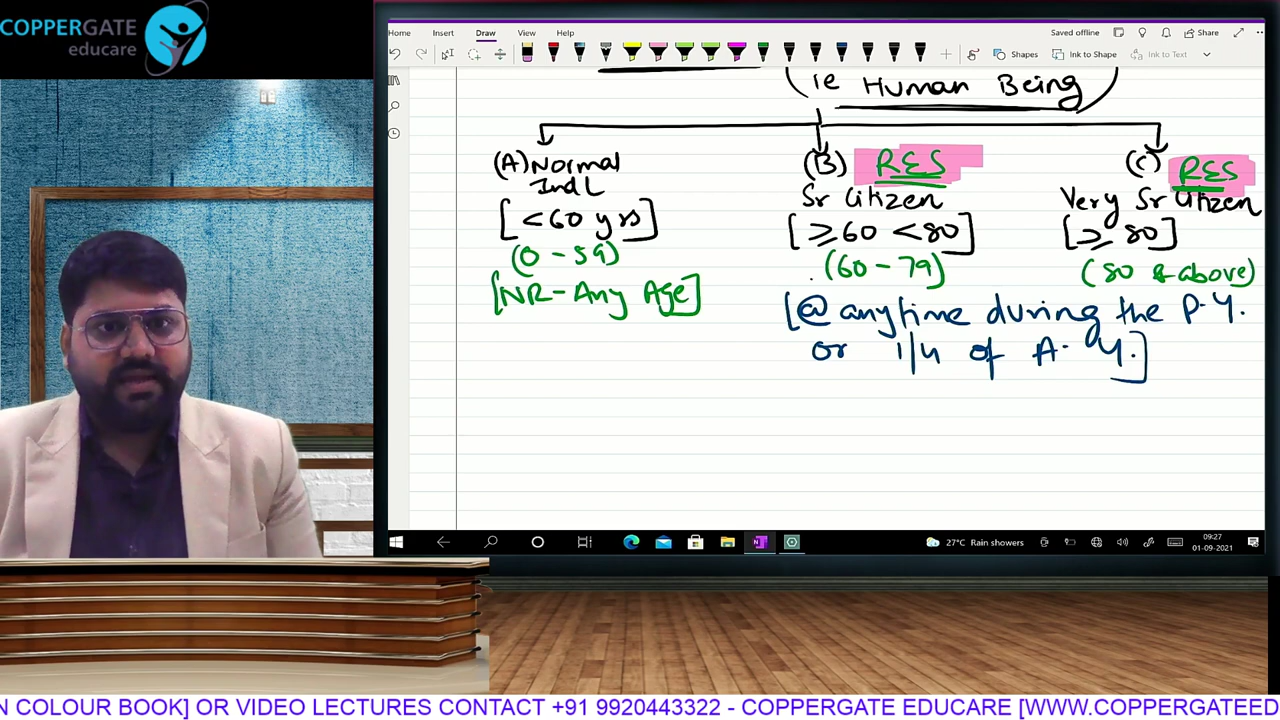 COPPERGATE
educare
Home Insert Draw View Help
Saved offline
Share
Shapes
Ink to Shape
Ink to Text
(ie Human Being)
(A) Normal
Indl
[<60 yrs]
(0-59)
[NR-Any Age]
(B) RES
Sr Citizen
[≥60 <80]
(60-79)
(C) RES
Very Sr Citizen
[≥ 80]
(80 & above)
[@ anytime during the P.Y.
or 1/4 of A.Y.]
27°C Rain showers
09:27
01-09-2021
N COLOUR BOOK] OR VIDEO LECTURES CONTACT +91 9920443322 - COPPERGATE EDUCARE [WWW.COPPERGATEED